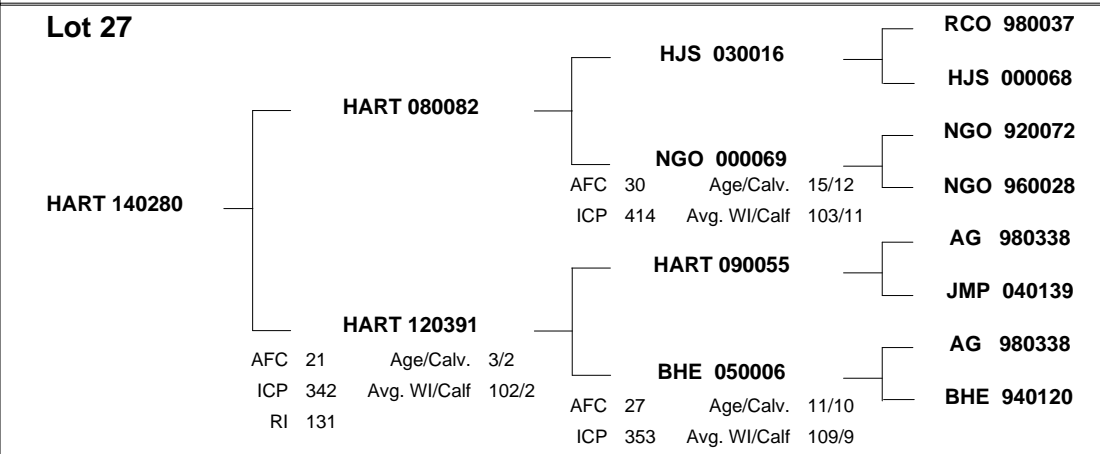 Lot 27
RCO 980037
HJS 030016
HJS 000068
HART 080082
NGO 920072
NGO 000069
AFC 30 Age/Calv. 15/12
NGO 960028
HART 140280
ICP 414 Avg. WI/Calf 103/11
AG 980338
HART 090055
JMP 040139
HART 120391
AFC 21 Age/Calv. 3/2
AG 980338
BHE 050006
ICP 342 Avg. WI/Calf 102/2
BHE 940120
AFC 27 Age/Calv. 11/10
RI 131
ICP 353 Avg. WI/Calf 109/9